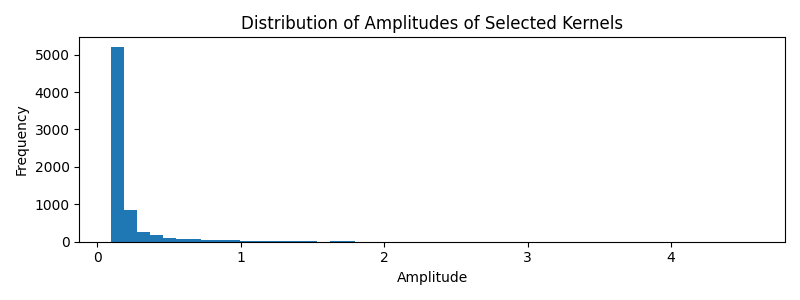 Distribution of Amplitudes of Selected Kernels
Frequency
5000
4000
3000
2000
1000
0
0 1 2 3 4
Amplitude